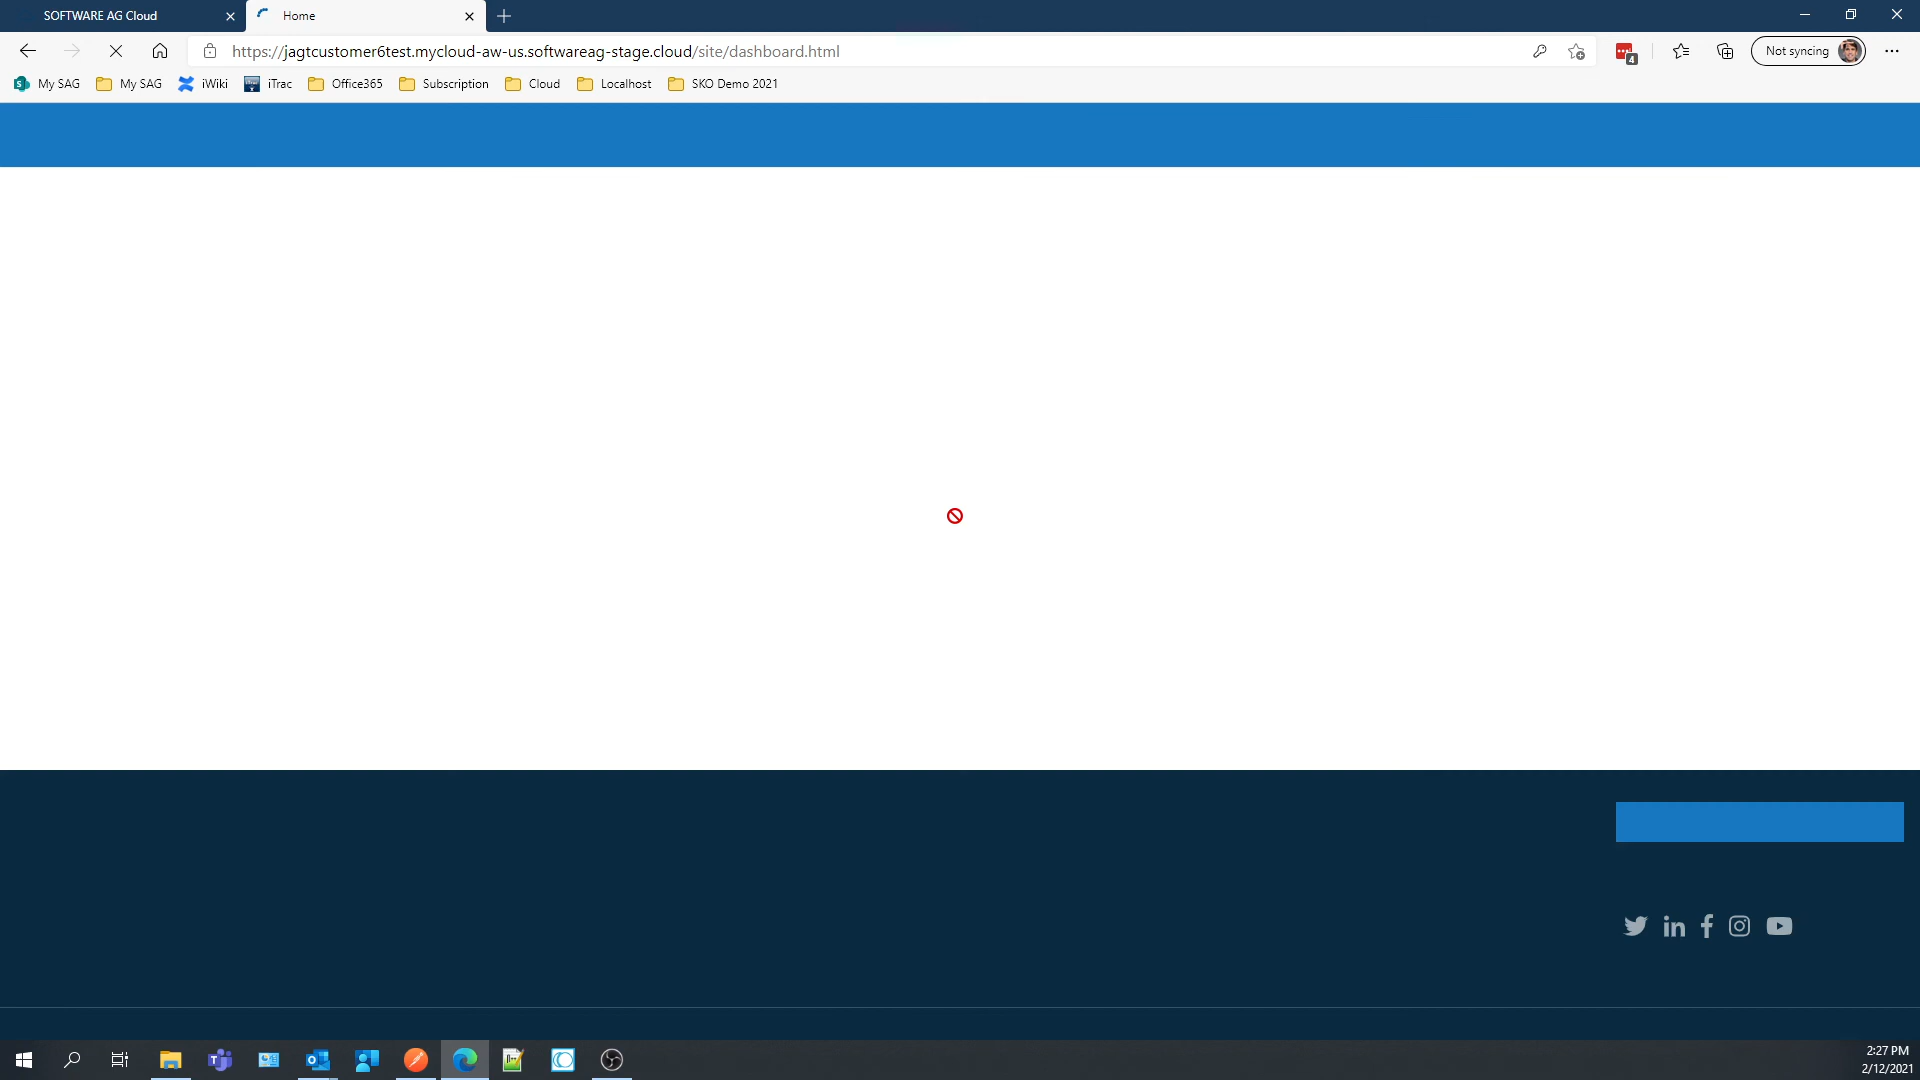 SOFTWARE AG Cloud
Home
https://jagtcustomer6test.mycloud-aw-us.softwareag-stage.cloud/site/dashboard.html
4
Not syncing
My SAG
My SAG
iWiki
iTrac
Office365
Subscription
Cloud
Localhost
SKO Demo 2021
2:27 PM
2/12/2021